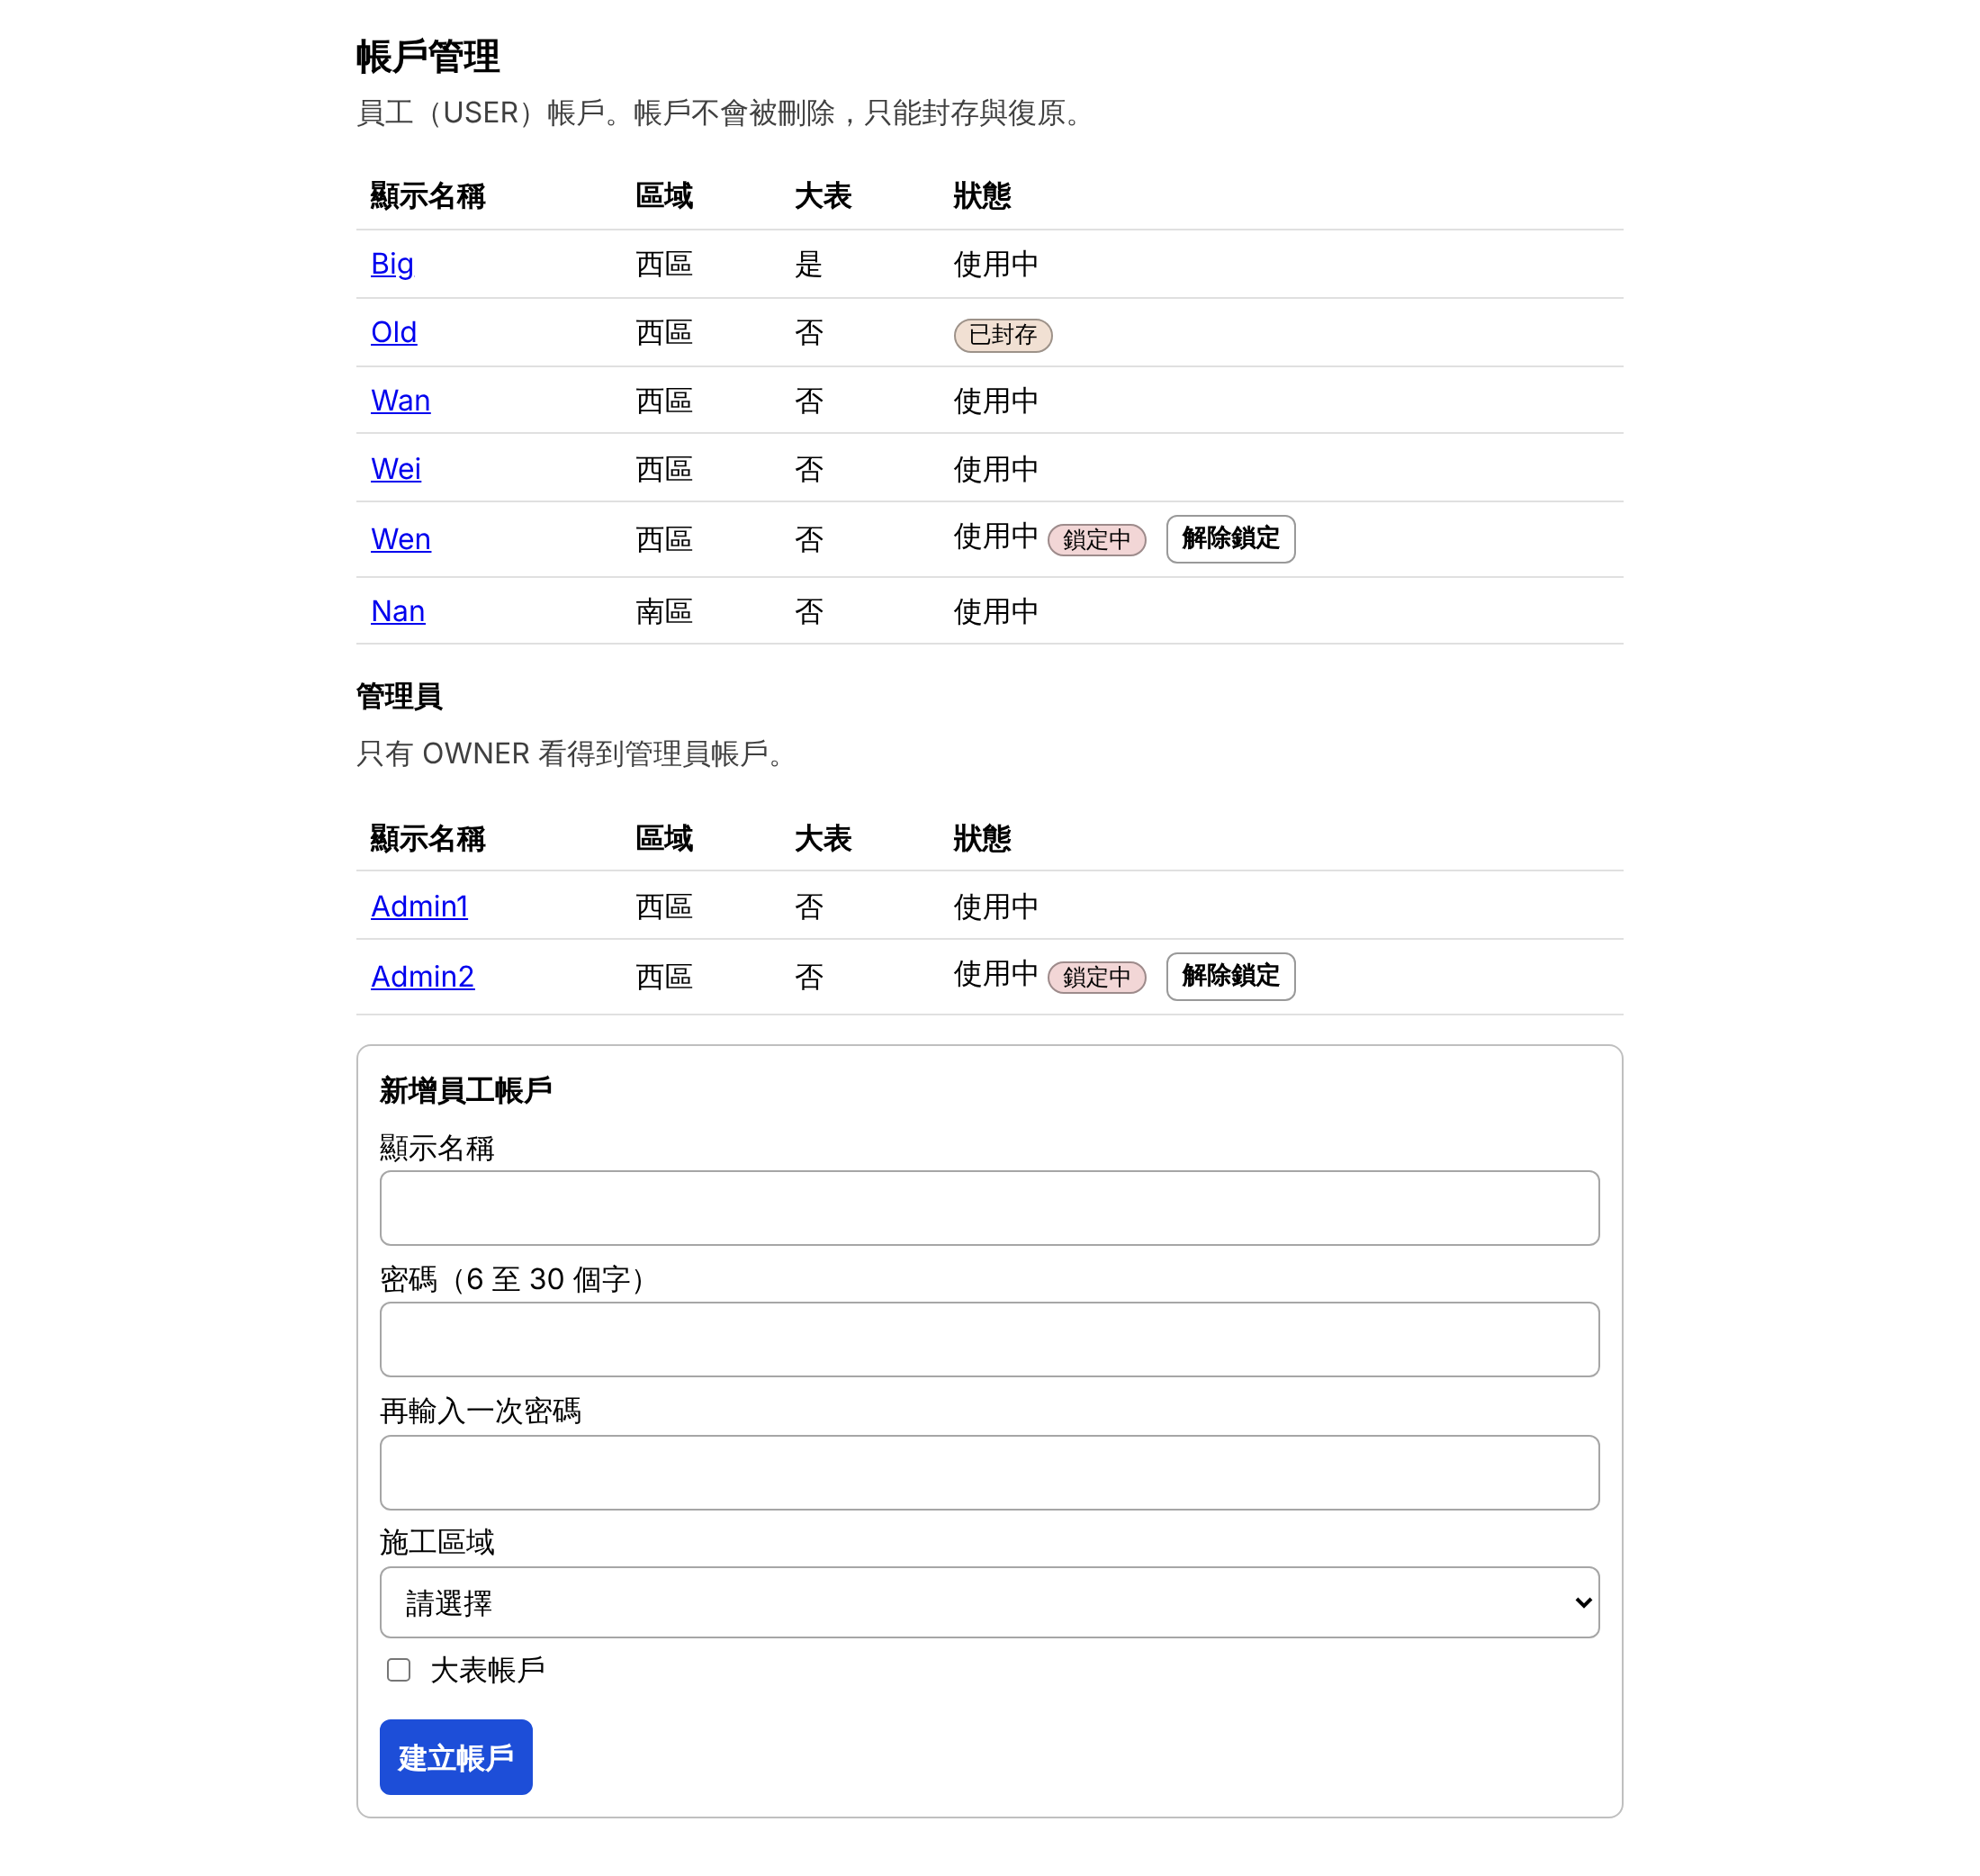 帳戶管理
員工（USER）帳戶。帳戶不會被刪除，只能封存與復原。
顯示名稱 區域 大表 狀態
Big 西區 是 使用中
Old 西區 否 已封存
Wan 西區 否 使用中
Wei 西區 否 使用中
Wen 西區 否 使用中 鎖定中 解除鎖定
Nan 南區 否 使用中
管理員
只有 OWNER 看得到管理員帳戶。
顯示名稱 區域 大表 狀態
Admin1 西區 否 使用中
Admin2 西區 否 使用中 鎖定中 解除鎖定
新增員工帳戶
顯示名稱
密碼（6 至 30 個字）
再輸入一次密碼
施工區域
請選擇
大表帳戶
建立帳戶